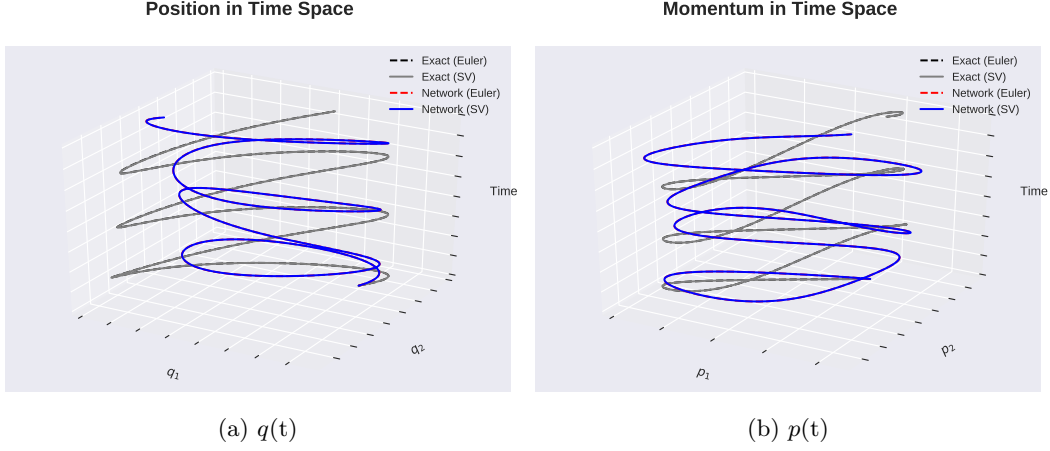 Position in Time Space
Exact (Euler)
Exact (SV)
Network (Euler)
Network (SV)
Time
q₂
q₁
(a) q(t)
Momentum in Time Space
Exact (Euler)
Exact (SV)
Network (Euler)
Network (SV)
Time
p₂
p₁
(b) p(t)